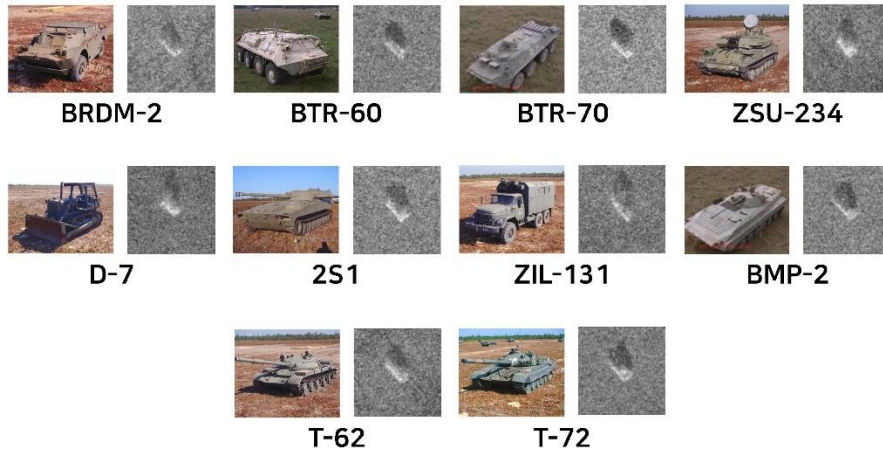 BRDM-2 BTR-60 BTR-70 ZSU-234
D-7 2S1 ZIL-131 BMP-2
T-62 T-72